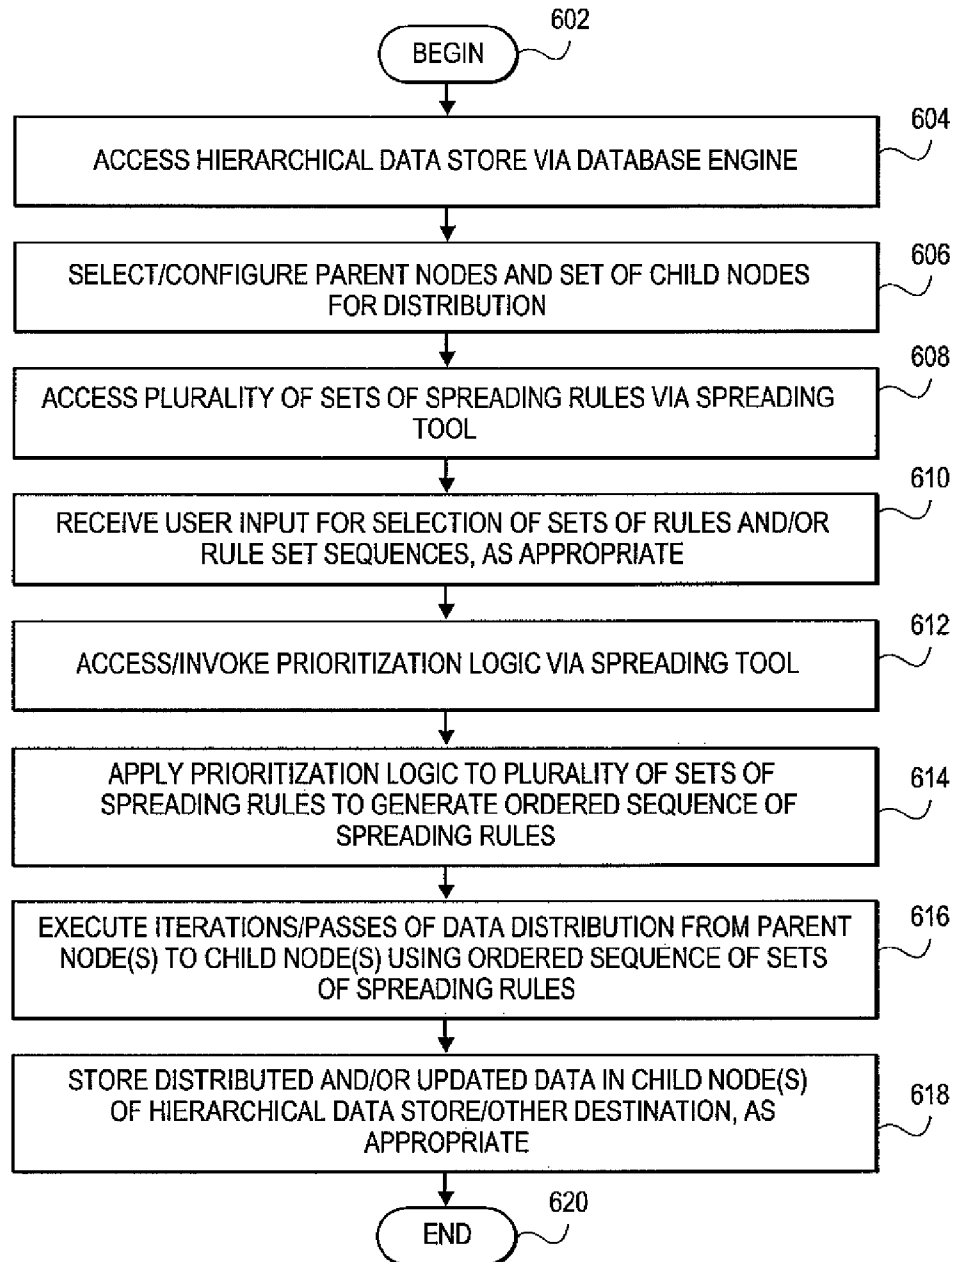 602
BEGIN
604
ACCESS HIERARCHICAL DATA STORE VIA DATABASE ENGINE
606
SELECT/CONFIGURE PARENT NODES AND SET OF CHILD NODES
FOR DISTRIBUTION
608
ACCESS PLURALITY OF SETS OF SPREADING RULES VIA SPREADING
TOOL
610
RECEIVE USER INPUT FOR SELECTION OF SETS OF RULES AND/OR
RULE SET SEQUENCES, AS APPROPRIATE
612
ACCESS/INVOKE PRIORITIZATION LOGIC VIA SPREADING TOOL
APPLY PRIORITIZATION LOGIC TO PLURALITY OF SETS OF
614
SPREADING RULES TO GENERATE ORDERED SEQUENCE OF
SPREADING RULES
EXECUTE ITERATIONS/PASSES OF DATA DISTRIBUTION FROM PARENT
616
NODE(S) TO CHILD NODE(S) USING ORDERED SEQUENCE OF SETS
OF SPREADING RULES
STORE DISTRIBUTED AND/OR UPDATED DATA IN CHILD NODE(S)
618
OF HIERARCHICAL DATA STORE/OTHER DESTINATION, AS
APPROPRIATE
620
END